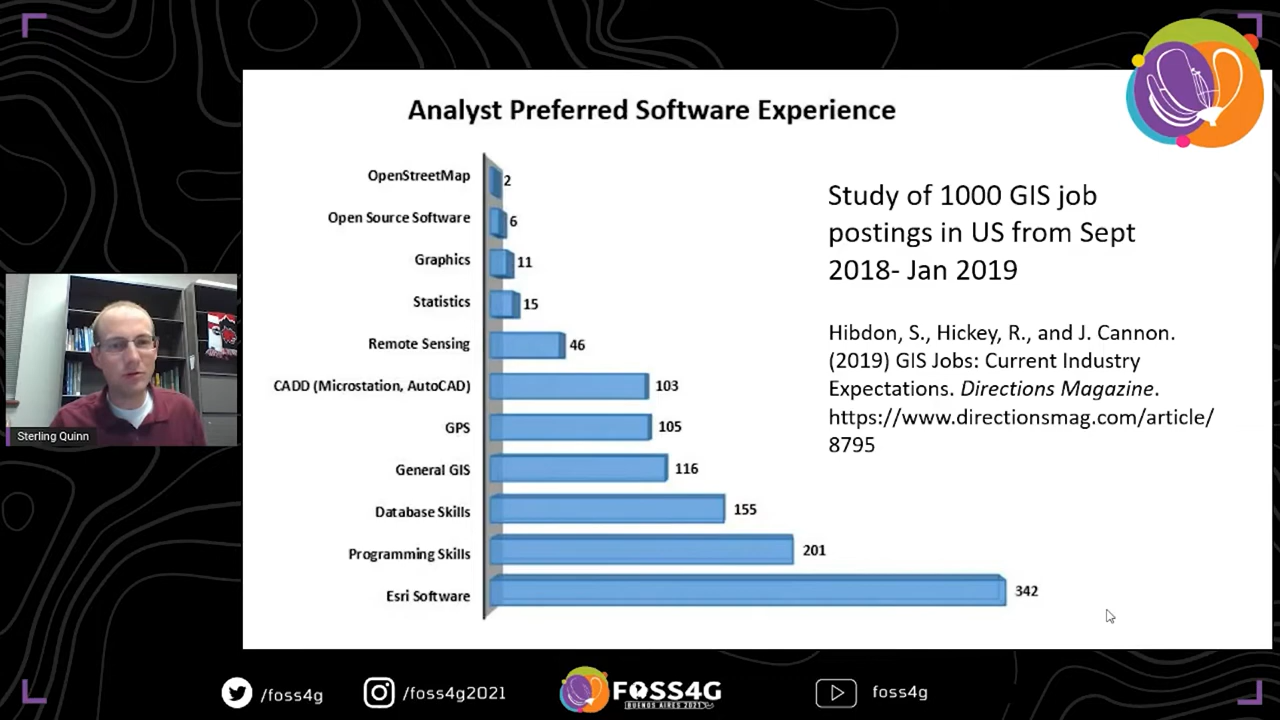 Analyst Preferred Software Experience
OpenStreetMap 2
Open Source Software 6
Graphics 11
Statistics 15
Remote Sensing 46
CADD (Microstation, AutoCAD) 103
GPS 105
General GIS 116
Database Skills 155
Programming Skills 201
Esri Software 342
Study of 1000 GIS job
postings in US from Sept
2018- Jan 2019
Hibdon, S., Hickey, R., and J. Cannon.
(2019) GIS Jobs: Current Industry
Expectations. Directions Magazine.
https://www.directionsmag.com/article/
8795
Sterling Quinn
/foss4g
/foss4g2021
FOSS4G
BUENOS AIRES 2021
foss4g